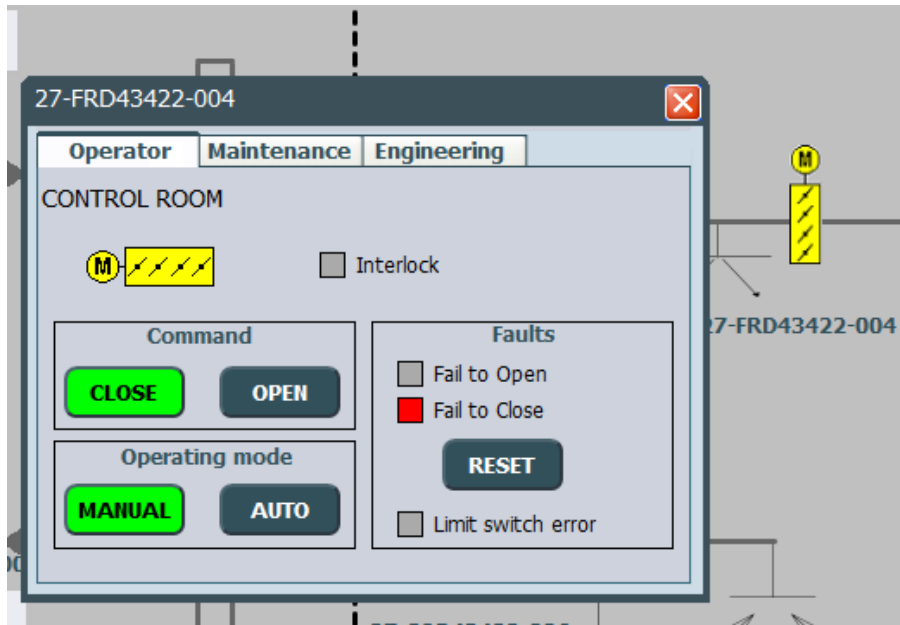 27-FRD43422-004
Operator Maintenance Engineering
CONTROL ROOM
M
Interlock
Command
CLOSE OPEN
Operating mode
MANUAL AUTO
Faults
Fail to Open
Fail to Close
RESET
Limit switch error
M
27-FRD43422-004